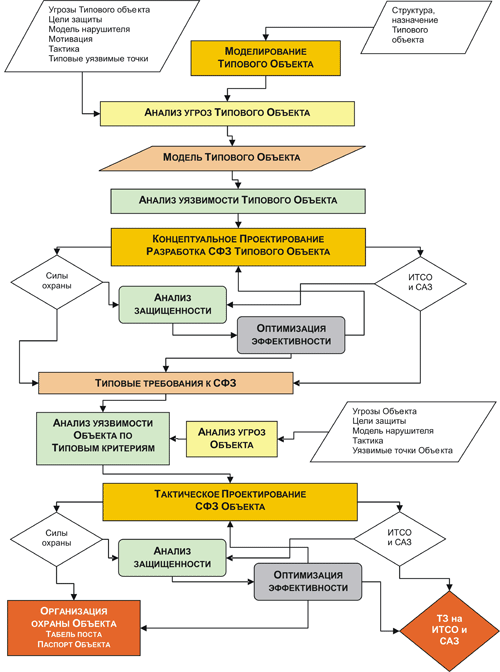 Угрозы Типового объекта
Цели защиты
Модель нарушителя
Мотивация
Тактика
Типовые уязвимые точки
Структура,
назначение
Типового
объекта
Моделирование
Типового Объекта
Анализ угроз Типового Объекта
Модель Типового Объекта
Анализ уязвимости Типового Объекта
Концептуальное Проектирование
Разработка СФЗ Типового Объекта
Силы
охраны
ИТСО
и САЗ
Анализ
защищенности
Оптимизация
эффективности
Типовые требования к СФЗ
Анализ уязвимости
Объекта по
Типовым критериям
Анализ угроз
Объекта
Угрозы Объекта
Цели защиты
Модель нарушителя
Тактика
Уязвимые точки Объекта
Тактическое Проектирование
СФЗ Объекта
Силы
охраны
ИТСО
и САЗ
Анализ
защищенности
Оптимизация
эффективности
Организация
охраны Объекта
Табель поста
Паспорт Объекта
ТЗ на
ИТСО и
САЗ